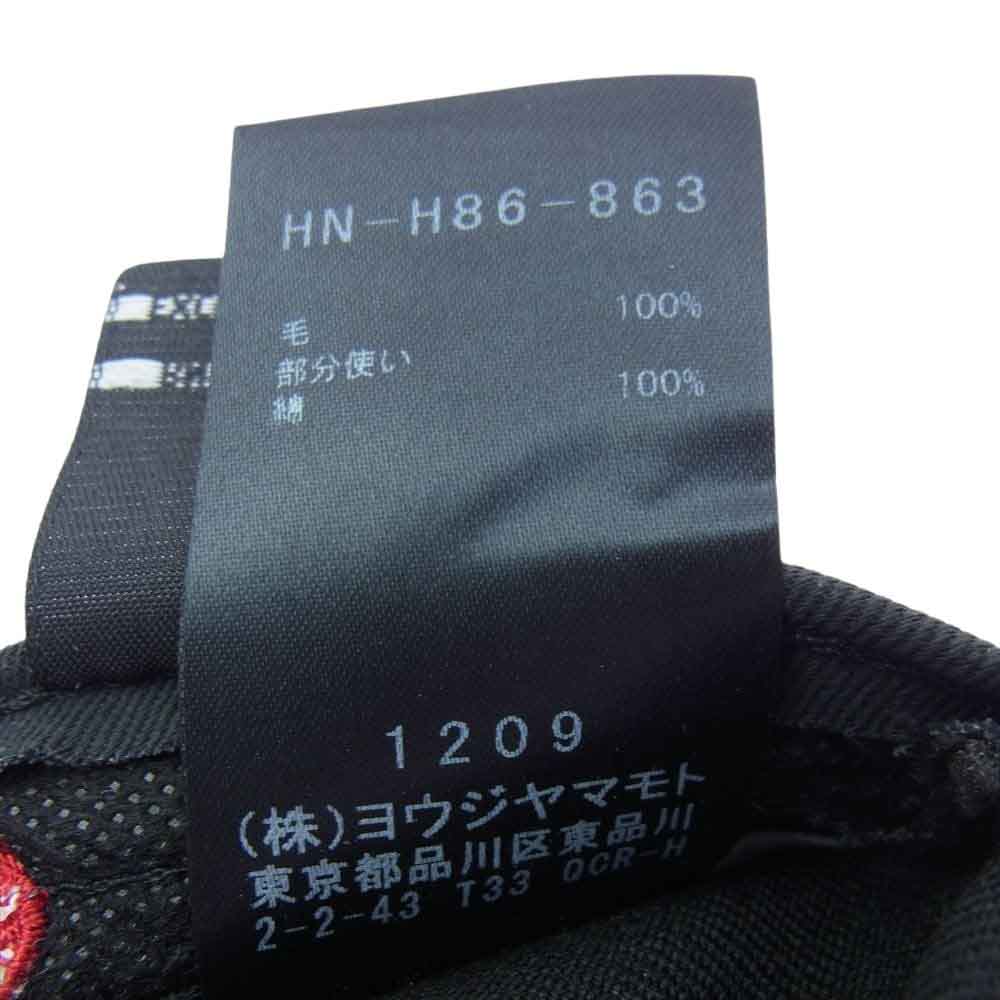 HN-H86-863
毛 100%
部分使い
綿 100%
1209
(株)ヨウジヤマモト
東京都品川区東品川
2-2-43 T33 OCR-H